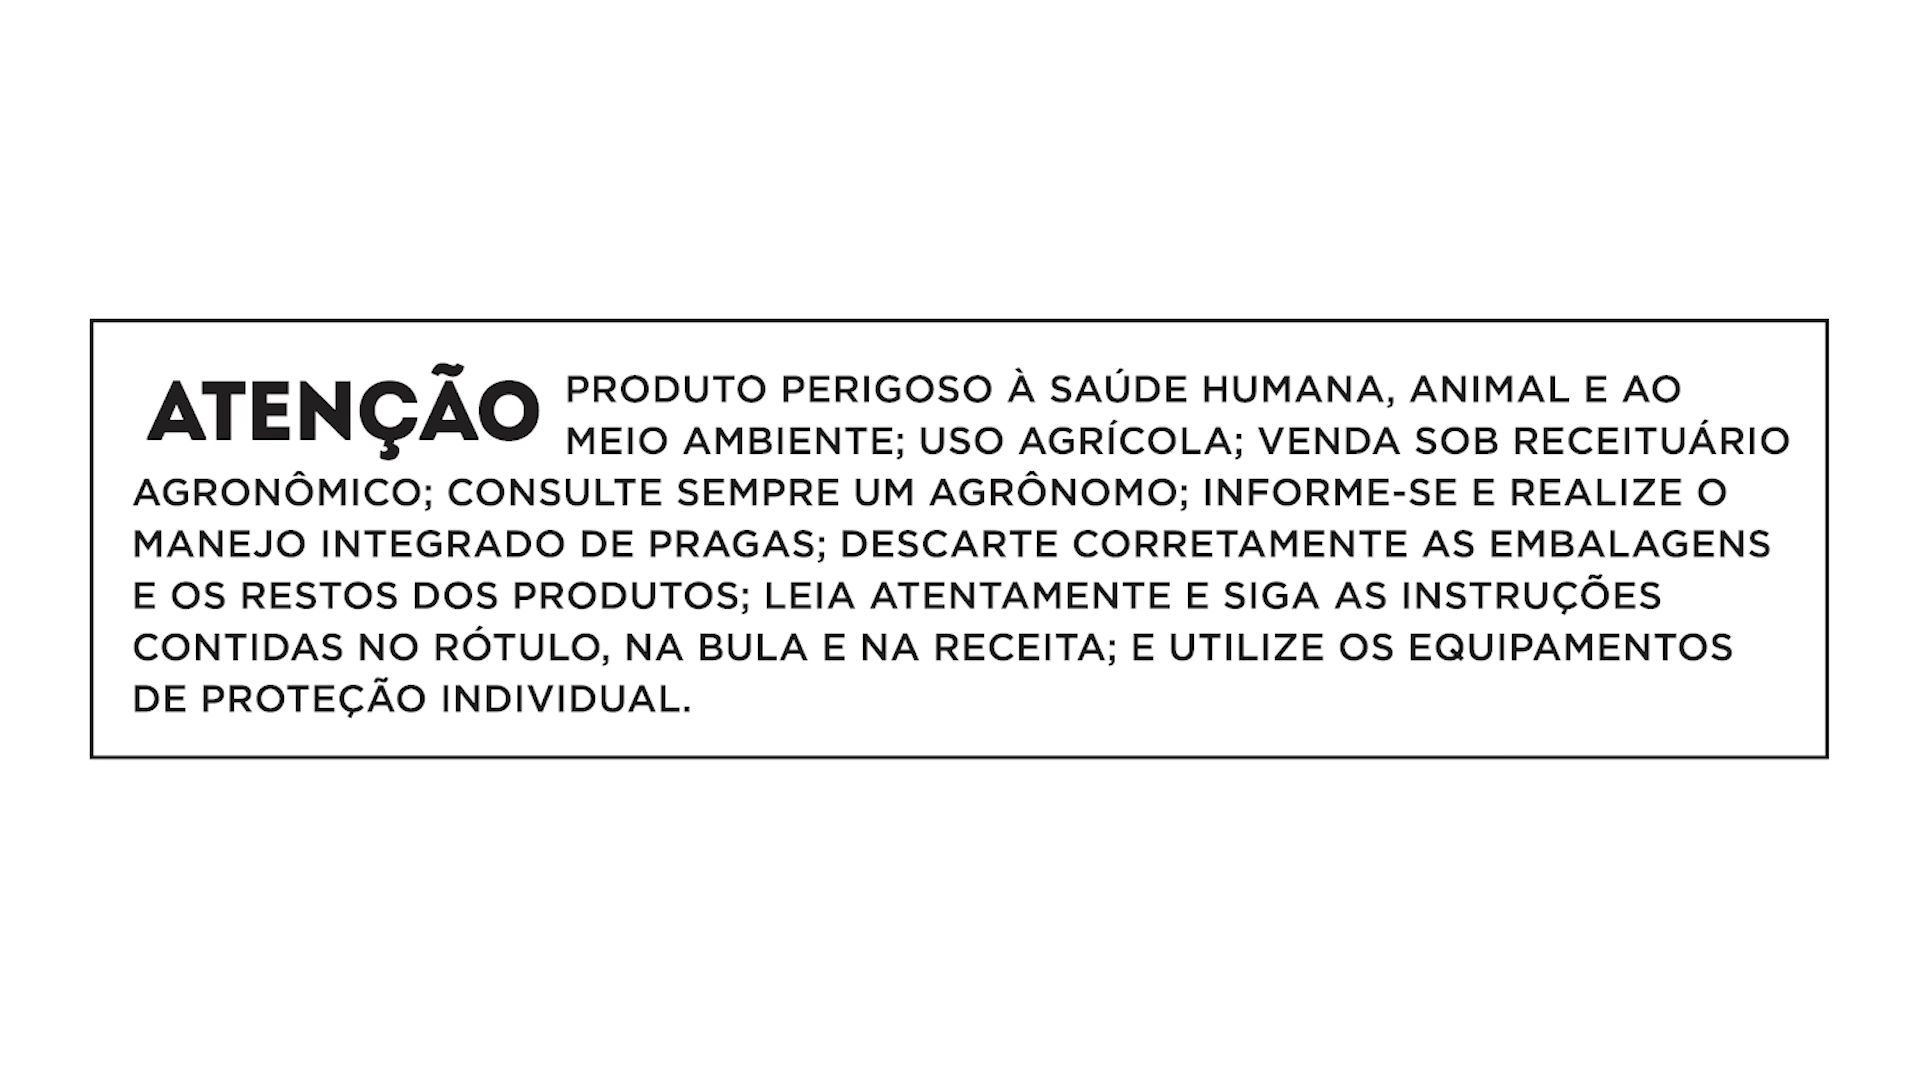 ATENÇÃO PRODUTO PERIGOSO À SAÚDE HUMANA, ANIMAL E AO
MEIO AMBIENTE; USO AGRÍCOLA; VENDA SOB RECEITUÁRIO
AGRONÔMICO; CONSULTE SEMPRE UM AGRÔNOMO; INFORME-SE E REALIZE O
MANEJO INTEGRADO DE PRAGAS; DESCARTE CORRETAMENTE AS EMBALAGENS
E OS RESTOS DOS PRODUTOS; LEIA ATENTAMENTE E SIGA AS INSTRUÇÕES
CONTIDAS NO RÓTULO, NA BULA E NA RECEITA; E UTILIZE OS EQUIPAMENTOS
DE PROTEÇÃO INDIVIDUAL.